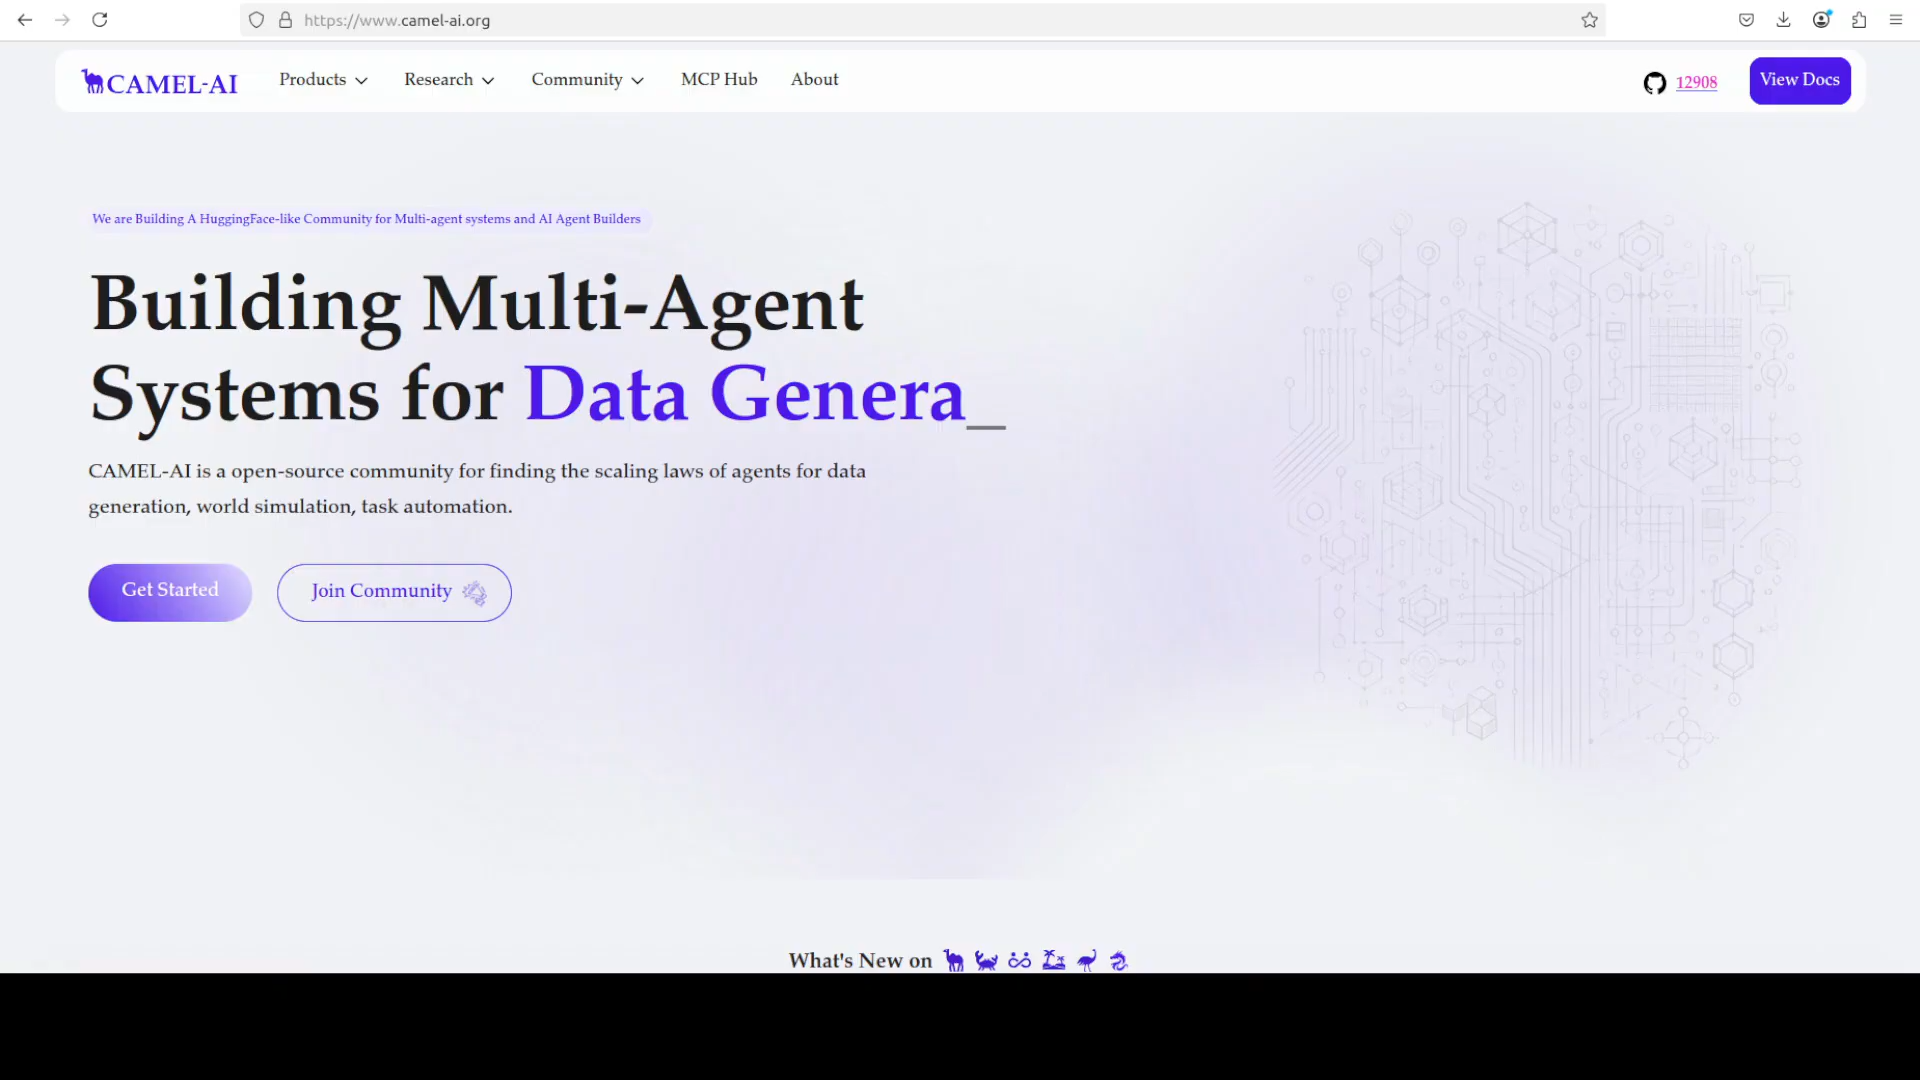 https://www.camel-ai.org
CAMEL-AI
Products
Research
Community
MCP Hub
About
12908
View Docs
We are Building A HuggingFace-like Community for Multi-agent systems and AI Agent Builders
Building Multi-Agent
Systems for Data Genera_
CAMEL-AI is a open-source community for finding the scaling laws of agents for data
generation, world simulation, task automation.
Get Started
Join Community
What's New on